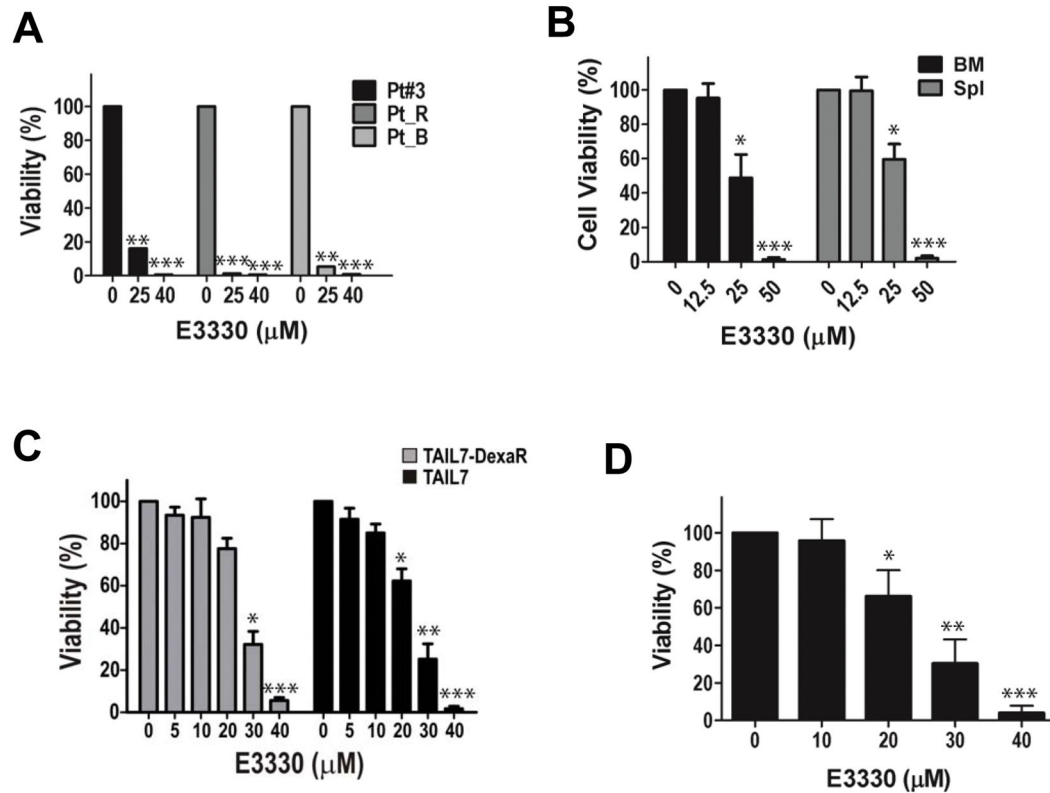 A
Pt#3
Pt_R
Pt_B
Viability (%)
100
80
60
40
20
0
** *** *** *** ** ***
0 25 40 0 25 40 0 25 40
E3330 (μM)
B
BM
Spl
Cell Viability (%)
100
80
60
40
20
0
* *** * ***
0 12.5 25 50 0 12.5 25 50
E3330 (μM)
C
TAIL7-DexaR
TAIL7
Viability (%)
100
80
60
40
20
0
* *** * ** ***
0 5 10 20 30 40 0 5 10 20 30 40
E3330 (μM)
D
Viability (%)
100
80
60
40
20
0
* ** ***
0 10 20 30 40
E3330 (μM)